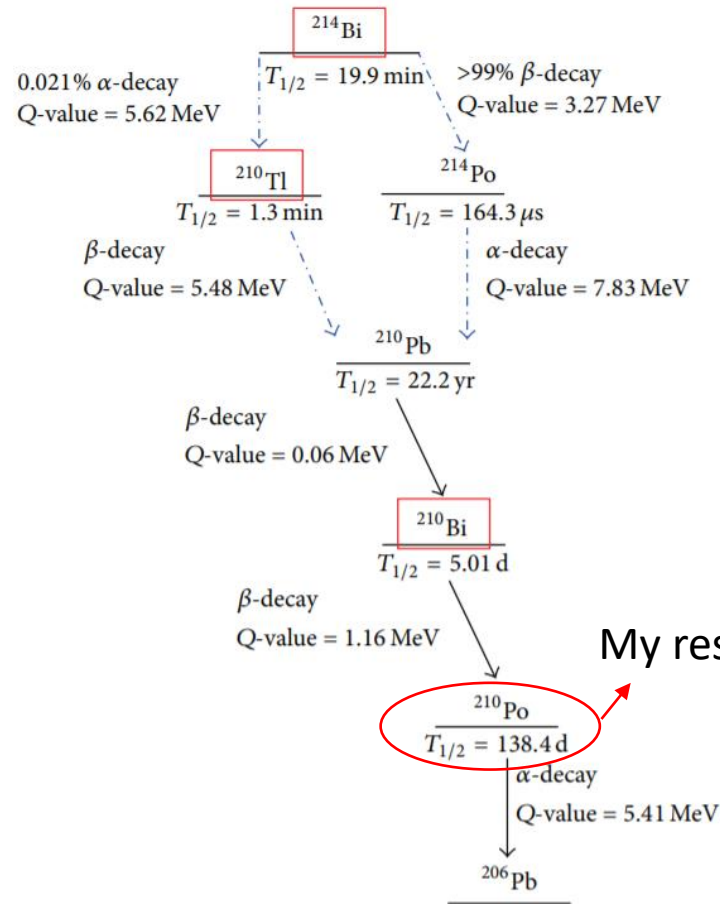 ²¹⁴Bi
0.021% α-decay
Q-value = 5.62 MeV
T₁/₂ = 19.9 min
>99% β-decay
Q-value = 3.27 MeV
²¹⁰Tl
T₁/₂ = 1.3 min
²¹⁴Po
T₁/₂ = 164.3 μs
β-decay
Q-value = 5.48 MeV
α-decay
Q-value = 7.83 MeV
²¹⁰Pb
T₁/₂ = 22.2 yr
β-decay
Q-value = 0.06 MeV
²¹⁰Bi
T₁/₂ = 5.01 d
β-decay
Q-value = 1.16 MeV
My res
²¹⁰Po
T₁/₂ = 138.4 d
α-decay
Q-value = 5.41 MeV
²⁰⁶Pb